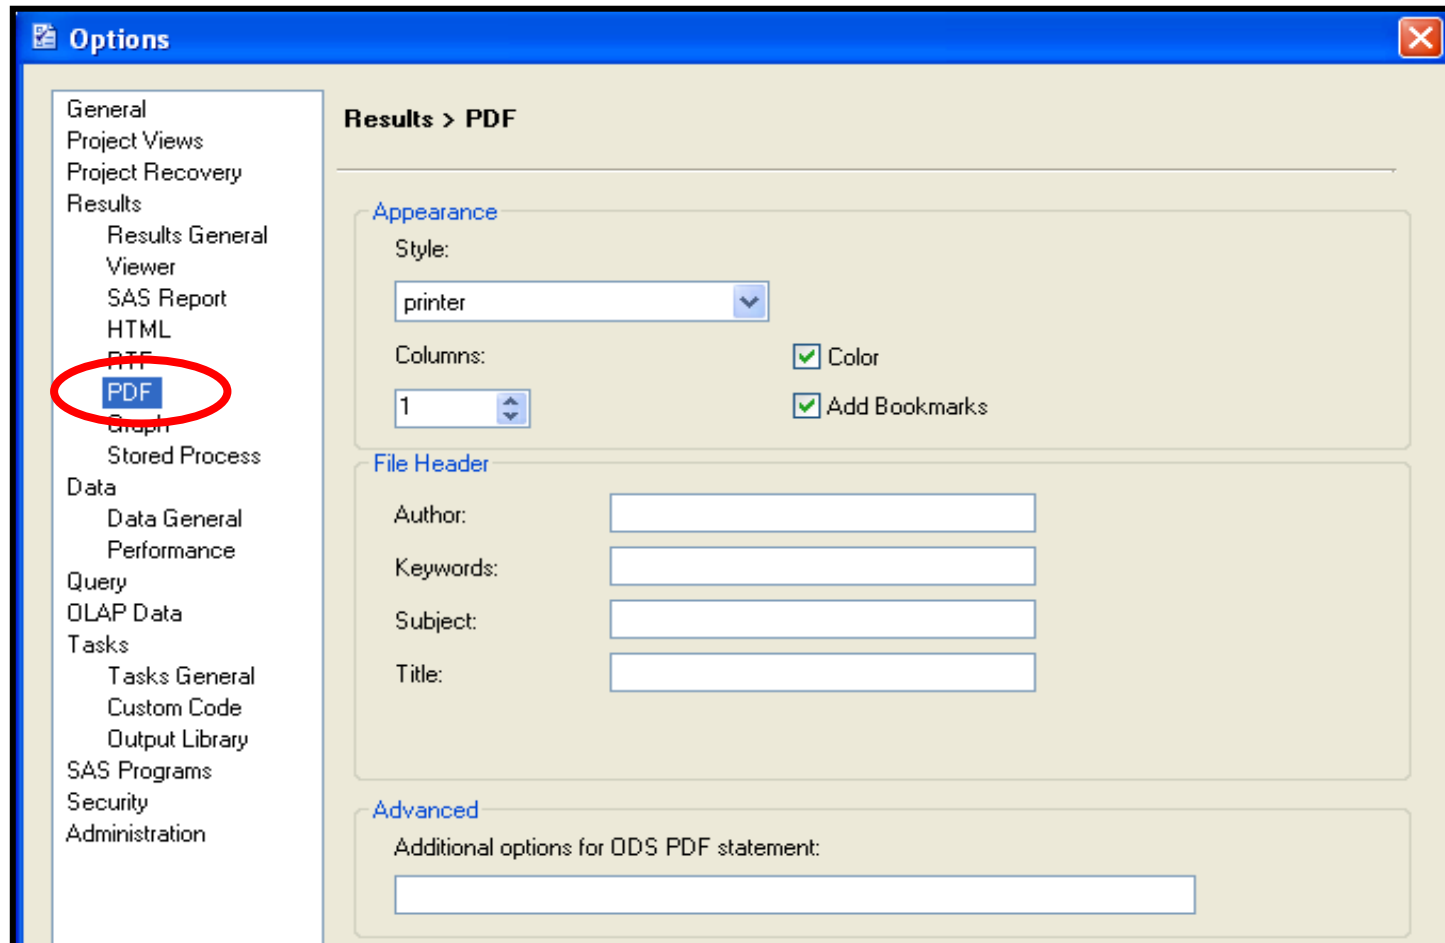 Options
General
Project Views
Project Recovery
Results
Results General
Viewer
SAS Report
HTML
RTF
PDF
Graph
Stored Process
Data
Data General
Performance
Query
OLAP Data
Tasks
Tasks General
Custom Code
Output Library
SAS Programs
Security
Administration
Results > PDF
Appearance
Style:
printer
Columns:
1
Color
Add Bookmarks
File Header
Author:
Keywords:
Subject:
Title:
Advanced
Additional options for ODS PDF statement: